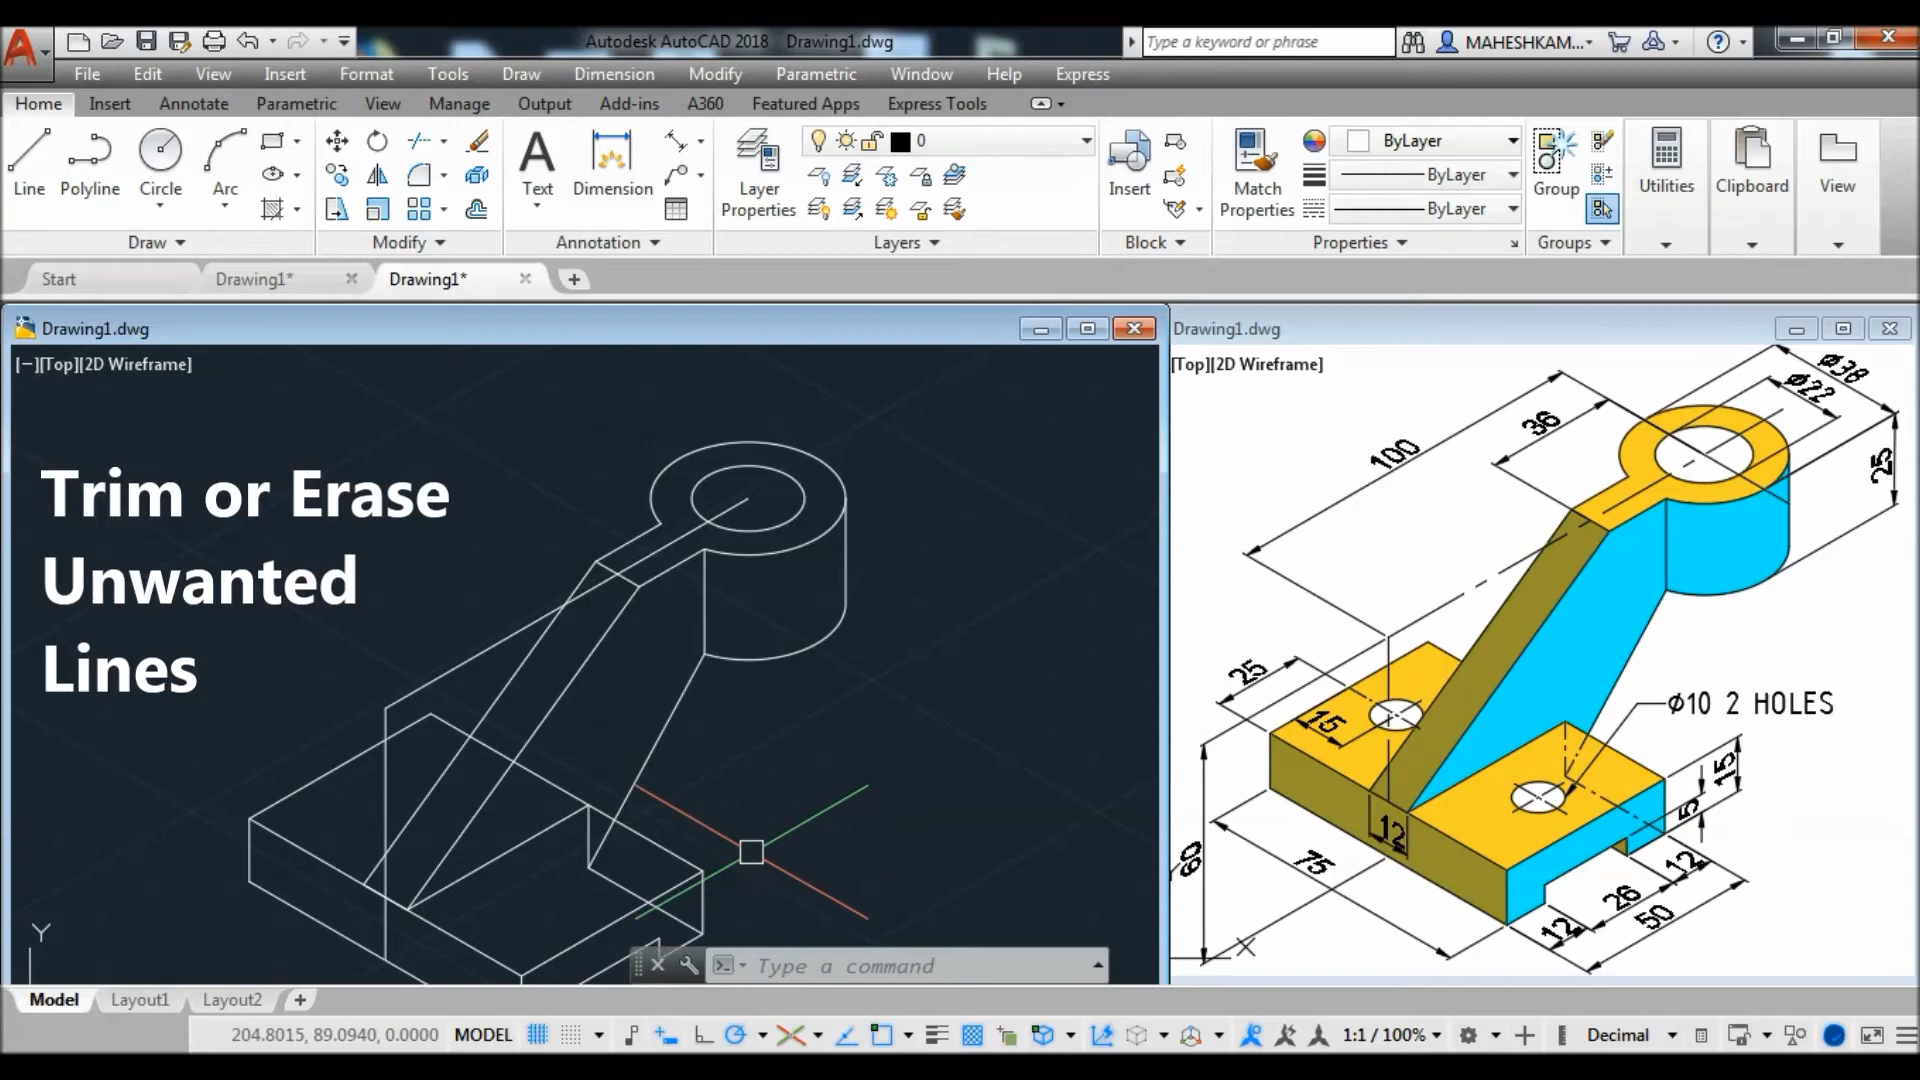 Autodesk AutoCAD 2018 Drawing1.dwg
Type a keyword or phrase
MAHESHKAM...
File Edit View Insert Format Tools Draw Dimension Modify Parametric Window Help Express
Home Insert Annotate Parametric View Manage Output Add-ins A360 Featured Apps Express Tools
0
ByLayer
ByLayer
ByLayer
Line Polyline Circle Arc
Text Dimension
Layer Properties
Insert
Match Properties
Group
Utilities Clipboard View
Draw Modify Annotation Layers Block Properties Groups
Start Drawing1* Drawing1*
Drawing1.dwg
[−][Top][2D Wireframe]
Trim or Erase
Unwanted
Lines
Y
Type a command
Drawing1.dwg
[Top][2D Wireframe]
Ø38
Ø22
36
100
25
25
15
Ø10 2 HOLES
15
5
12
12
60
75
26
50
12
X
Model Layout1 Layout2
204.8015, 89.0940, 0.0000 MODEL 1:1 / 100% Decimal